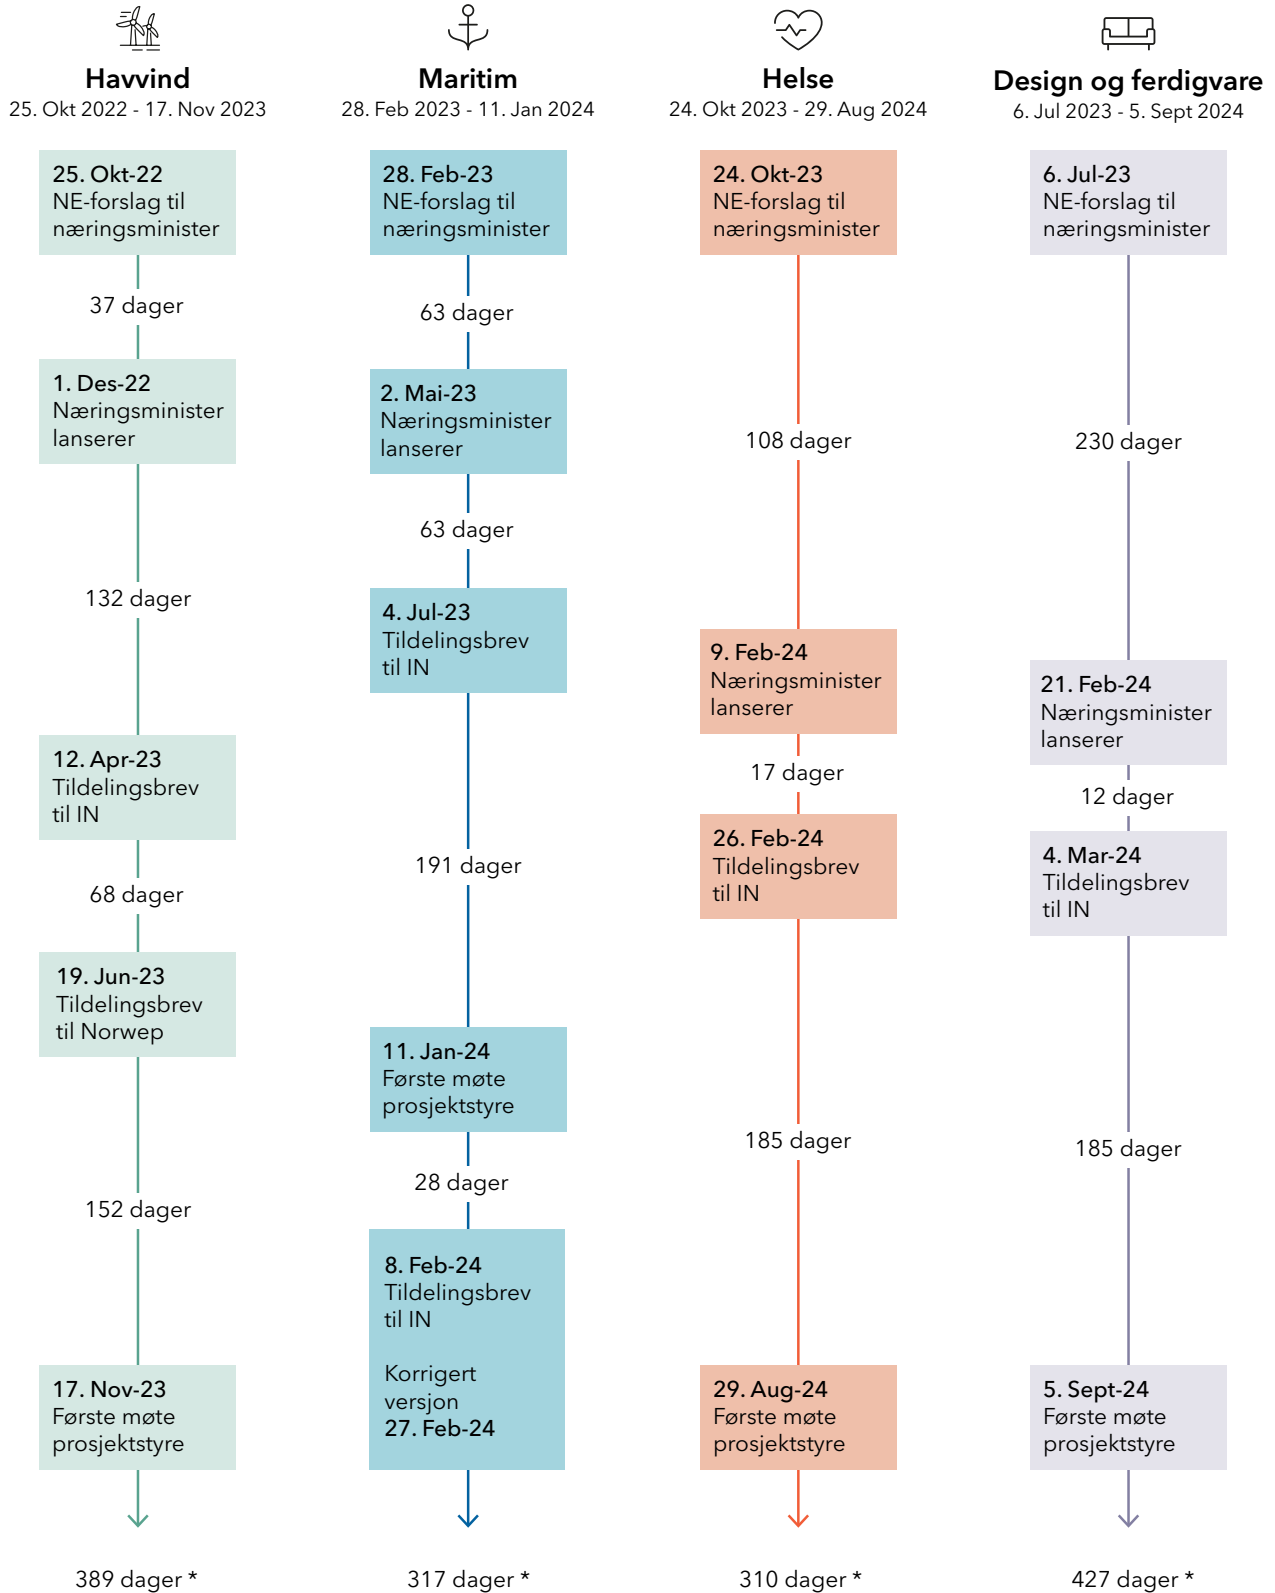 Havvind
25. Okt 2022 - 17. Nov 2023
25. Okt-22
NE-forslag til
næringsminister
37 dager
1. Des-22
Næringsminister
lanserer
132 dager
12. Apr-23
Tildelingsbrev
til IN
68 dager
19. Jun-23
Tildelingsbrev
til Norwep
152 dager
17. Nov-23
Første møte
prosjektstyre
389 dager *
Maritim
28. Feb 2023 - 11. Jan 2024
28. Feb-23
NE-forslag til
næringsminister
63 dager
2. Mai-23
Næringsminister
lanserer
63 dager
4. Jul-23
Tildelingsbrev
til IN
191 dager
11. Jan-24
Første møte
prosjektstyre
28 dager
8. Feb-24
Tildelingsbrev
til IN
Korrigert
versjon
27. Feb-24
317 dager *
Helse
24. Okt 2023 - 29. Aug 2024
24. Okt-23
NE-forslag til
næringsminister
108 dager
9. Feb-24
Næringsminister
lanserer
17 dager
26. Feb-24
Tildelingsbrev
til IN
185 dager
29. Aug-24
Første møte
prosjektstyre
310 dager *
Design og ferdigvare
6. Jul 2023 - 5. Sept 2024
6. Jul-23
NE-forslag til
næringsminister
230 dager
21. Feb-24
Næringsminister
lanserer
12 dager
4. Mar-24
Tildelingsbrev
til IN
185 dager
5. Sept-24
Første møte
prosjektstyre
427 dager *